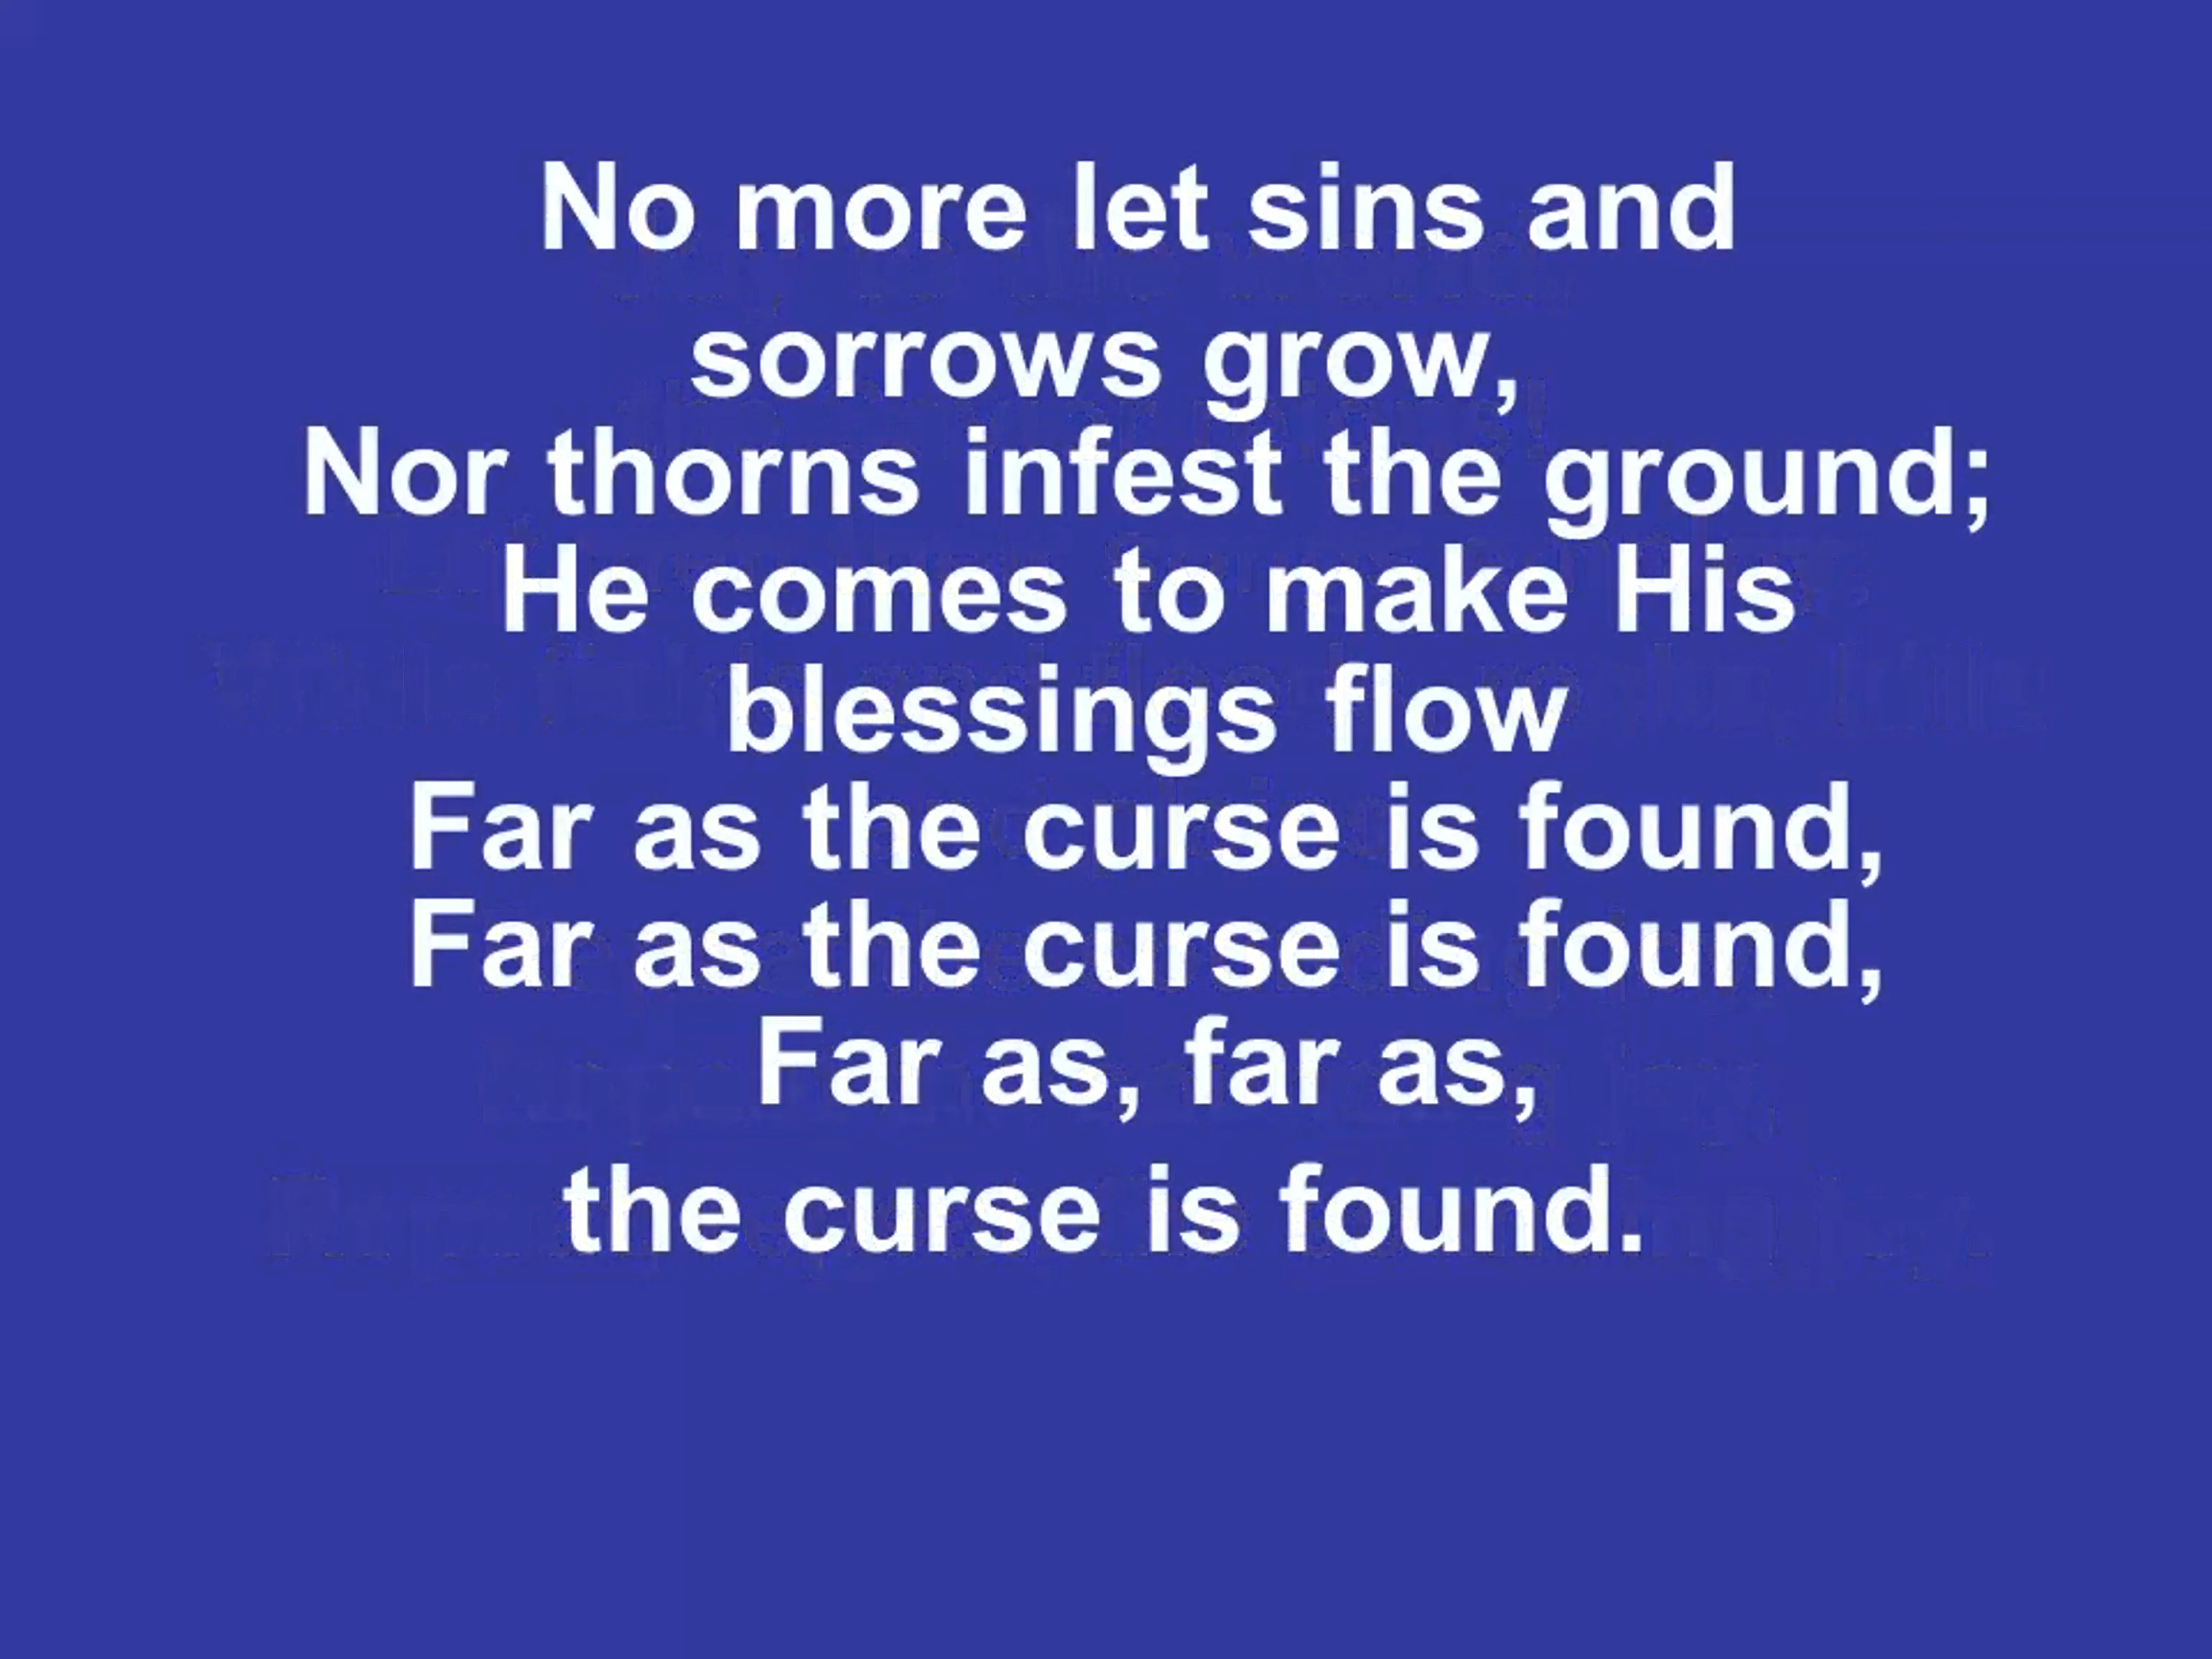 No more let sins and
sorrows grow,
Nor thorns infest the ground;
He comes to make His
blessings flow
Far as the curse is found,
Far as the curse is found,
Far as, far as,
the curse is found.